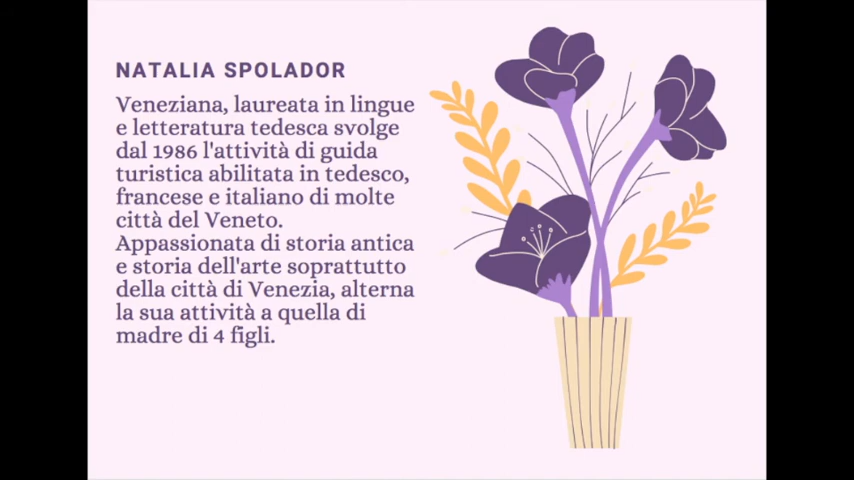 NATALIA SPOLADOR
Veneziana, laureata in lingue
e letteratura tedesca svolge
dal 1986 l'attività di guida
turistica abilitata in tedesco,
francese e italiano di molte
città del Veneto.
Appassionata di storia antica
e storia dell'arte soprattutto
della città di Venezia, alterna
la sua attività a quella di
madre di 4 figli.